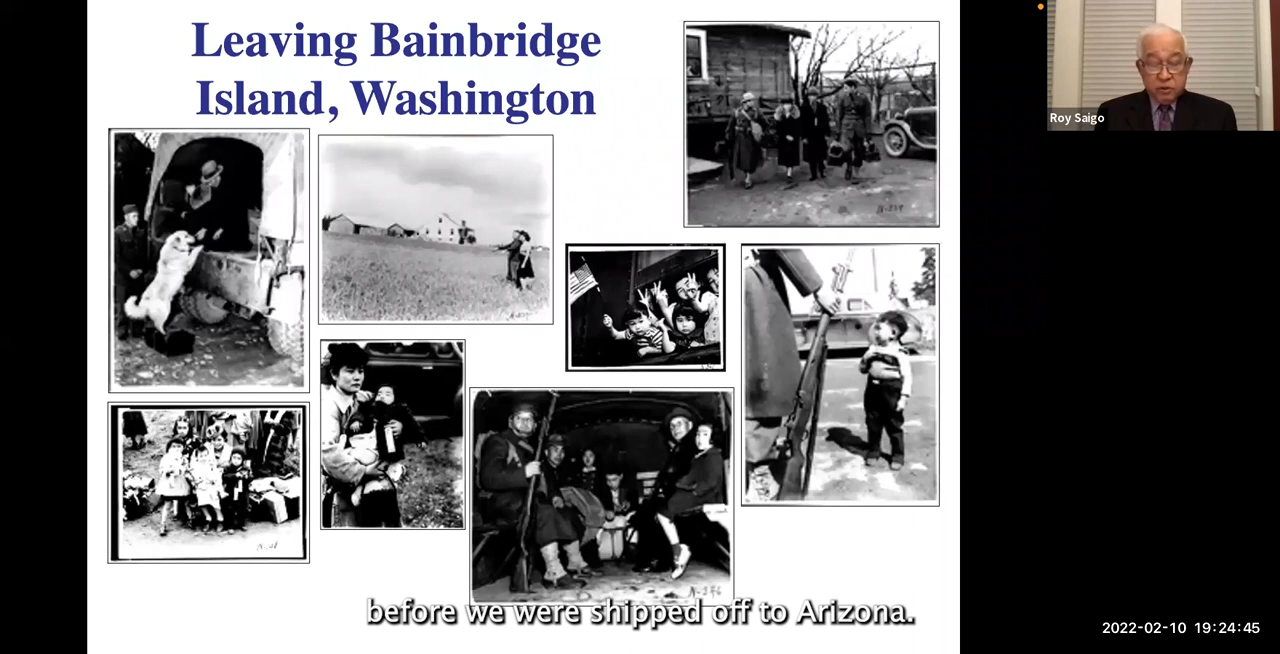 Leaving Bainbridge
Island, Washington
Roy Saigo
N-246
before we were shipped off to Arizona.
2022-02-10 19:24:45